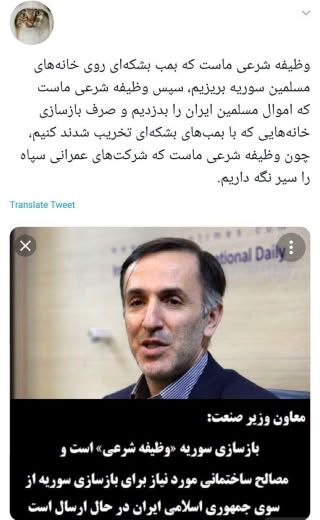 وظیفه شرعی ماست که بمب بشکه‌ای روی خانه‌های
مسلمین سوریه بریزیم، سپس وظیفه شرعی ماست
که اموال مسلمین ایران را بدزدیم و صرف بازسازی
خانه‌هایی که با بمب‌های بشکه‌ای تخریب شدند کنیم،
چون وظیفه شرعی ماست که شرکت‌های عمرانی سپاه
را سیر نگه داریم.
Translate Tweet
national Daily
معاون وزیر صنعت:
بازسازی سوریه «وظیفه شرعی» است و
مصالح ساختمانی مورد نیاز برای بازسازی سوریه از
سوی جمهوری اسلامی ایران در حال ارسال است